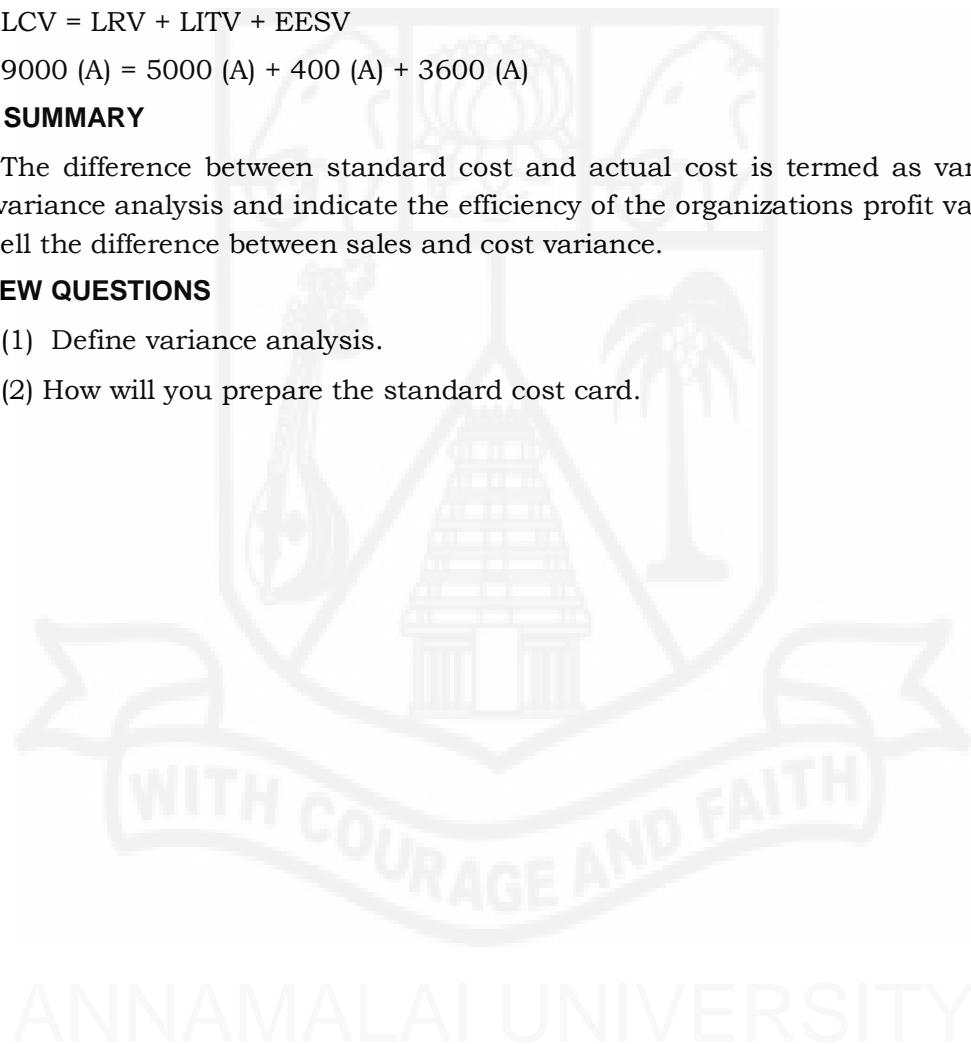 LCV = LRV + LITV + EESV
9000 (A) = 5000 (A) + 400 (A) + 3600 (A)
SUMMARY
The difference between standard cost and actual cost is termed as var
variance analysis and indicate the efficiency of the organizations profit va
ell the difference between sales and cost variance.
EW QUESTIONS
(1) Define variance analysis.
(2) How will you prepare the standard cost card.
WITH COURAGE AND FAITH
ANNAMALAI UNIVERSITY